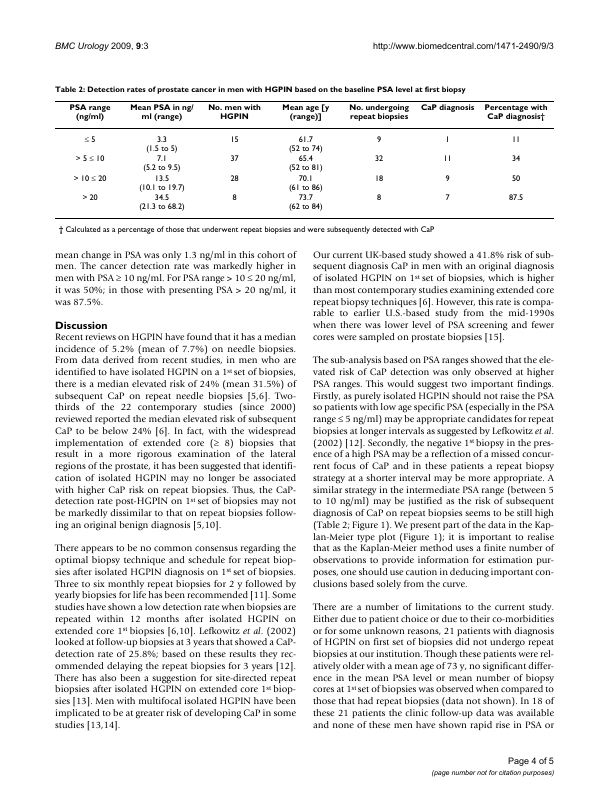 BMC Urology 2009, 9:3
http://www.biomedcentral.com/1471-2490/9/3
Table 2: Detection rates of prostate cancer in men with HGPIN based on the baseline PSA level at first biopsy
PSA range (ng/ml) Mean PSA in ng/ml (range) No. men with HGPIN Mean age [y (range)] No. undergoing repeat biopsies CaP diagnosis Percentage with CaP diagnosis†
≤ 5 3.3 (1.5 to 5) 15 61.7 (52 to 74) 9 1 11
> 5 ≤ 10 7.1 (5.2 to 9.5) 37 65.4 (52 to 81) 32 11 34
> 10 ≤ 20 13.5 (10.1 to 19.7) 28 70.1 (61 to 86) 18 9 50
> 20 34.5 (21.3 to 68.2) 8 73.7 (62 to 84) 8 7 87.5
† Calculated as a percentage of those that underwent repeat biopsies and were subsequently detected with CaP
mean change in PSA was only 1.3 ng/ml in this cohort of
men. The cancer detection rate was markedly higher in
men with PSA ≥ 10 ng/ml. For PSA range > 10 ≤ 20 ng/ml,
it was 50%; in those with presenting PSA > 20 ng/ml, it
was 87.5%.
Discussion
Recent reviews on HGPIN have found that it has a median
incidence of 5.2% (mean of 7.7%) on needle biopsies.
From data derived from recent studies, in men who are
identified to have isolated HGPIN on a 1st set of biopsies,
there is a median elevated risk of 24% (mean 31.5%) of
subsequent CaP on repeat needle biopsies [5,6]. Two-
thirds of the 22 contemporary studies (since 2000)
reviewed reported the median elevated risk of subsequent
CaP to be below 24% [6]. In fact, with the widespread
implementation of extended core (≥ 8) biopsies that
result in a more rigorous examination of the lateral
regions of the prostate, it has been suggested that identifi-
cation of isolated HGPIN may no longer be associated
with higher CaP risk on repeat biopsies. Thus, the CaP-
detection rate post-HGPIN on 1st set of biopsies may not
be markedly dissimilar to that on repeat biopsies follow-
ing an original benign diagnosis [5,10].
There appears to be no common consensus regarding the
optimal biopsy technique and schedule for repeat biop-
sies after isolated HGPIN diagnosis on 1st set of biopsies.
Three to six monthly repeat biopsies for 2 y followed by
yearly biopsies for life has been recommended [11]. Some
studies have shown a low detection rate when biopsies are
repeated within 12 months after isolated HGPIN on
extended core 1st biopsies [6,10]. Lefkowitz et al. (2002)
looked at follow-up biopsies at 3 years that showed a CaP-
detection rate of 25.8%; based on these results they rec-
ommended delaying the repeat biopsies for 3 years [12].
There has also been a suggestion for site-directed repeat
biopsies after isolated HGPIN on extended core 1st biop-
sies [13]. Men with multifocal isolated HGPIN have been
implicated to be at greater risk of developing CaP in some
studies [13,14].
Our current UK-based study showed a 41.8% risk of sub-
sequent diagnosis CaP in men with an original diagnosis
of isolated HGPIN on 1st set of biopsies, which is higher
than most contemporary studies examining extended core
repeat biopsy techniques [6]. However, this rate is compa-
rable to earlier U.S.-based study from the mid-1990s
when there was lower level of PSA screening and fewer
cores were sampled on prostate biopsies [15].
The sub-analysis based on PSA ranges showed that the ele-
vated risk of CaP detection was only observed at higher
PSA ranges. This would suggest two important findings.
Firstly, as purely isolated HGPIN should not raise the PSA
so patients with low age specific PSA (especially in the PSA
range ≤ 5 ng/ml) may be appropriate candidates for repeat
biopsies at longer intervals as suggested by Lefkowitz et al.
(2002) [12]. Secondly, the negative 1st biopsy in the pres-
ence of a high PSA may be a reflection of a missed concur-
rent focus of CaP and in these patients a repeat biopsy
strategy at a shorter interval may be more appropriate. A
similar strategy in the intermediate PSA range (between 5
to 10 ng/ml) may be justified as the risk of subsequent
diagnosis of CaP on repeat biopsies seems to be still high
(Table 2; Figure 1). We present part of the data in the Kap-
lan-Meier type plot (Figure 1); it is important to realise
that as the Kaplan-Meier method uses a finite number of
observations to provide information for estimation pur-
poses, one should use caution in deducing important con-
clusions based solely from the curve.
There are a number of limitations to the current study.
Either due to patient choice or due to their co-morbidities
or for some unknown reasons, 21 patients with diagnosis
of HGPIN on first set of biopsies did not undergo repeat
biopsies at our institution. Though these patients were rel-
atively older with a mean age of 73 y, no significant differ-
ence in the mean PSA level or mean number of biopsy
cores at 1st set of biopsies was observed when compared to
those that had repeat biopsies (data not shown). In 18 of
these 21 patients the clinic follow-up data was available
and none of these men have shown rapid rise in PSA or
Page 4 of 5
(page number not for citation purposes)